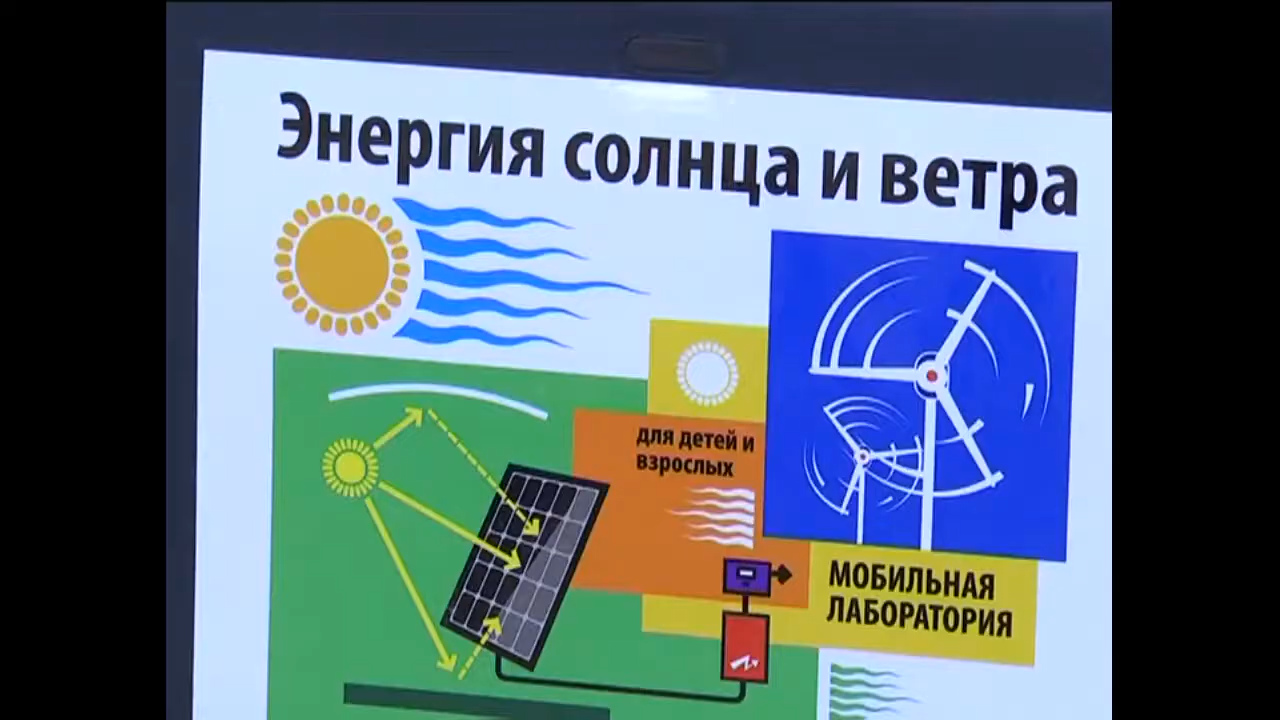 Энергия солнца и ветра
для детей и
взрослых
МОБИЛЬНАЯ
ЛАБОРАТОРИЯ